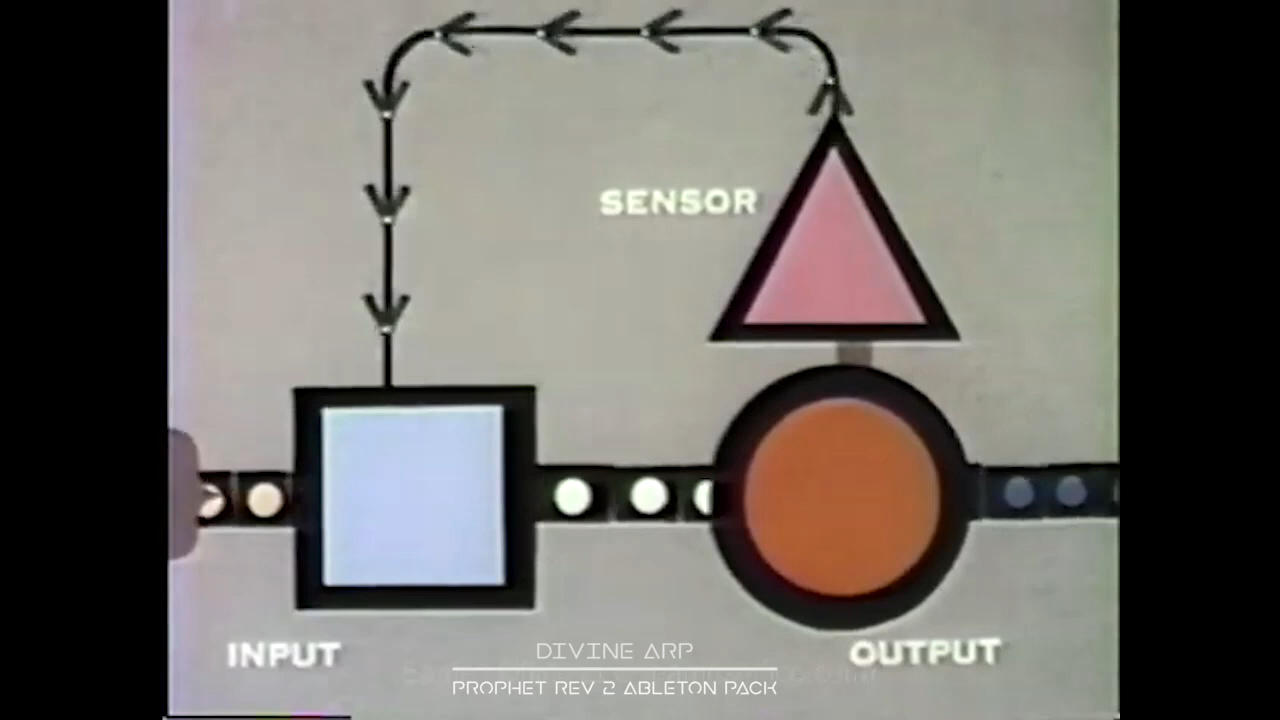 SENSOR
INPUT
OUTPUT
DIVINE ARP
PROPHET REV 2 ABLETON PACK